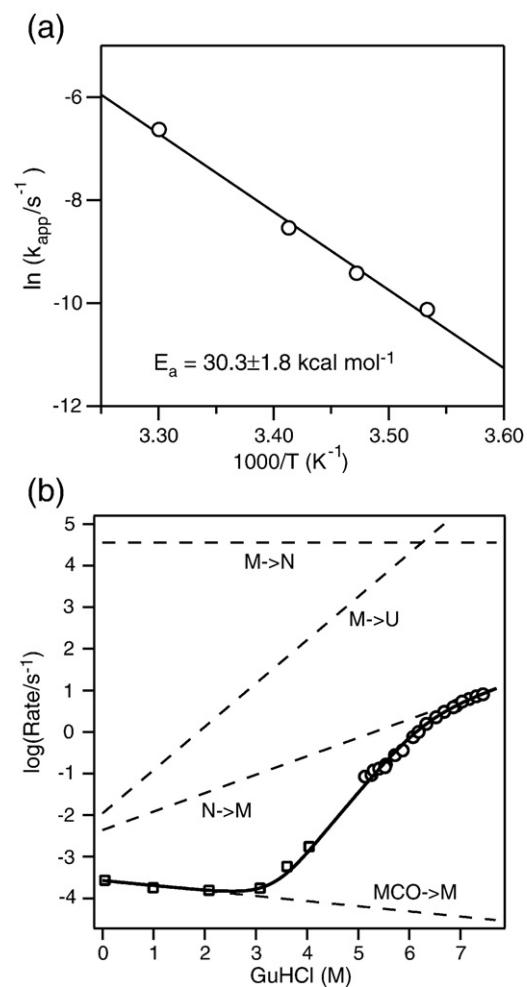 (a)
-6
-8
-10
-12
ln (kapp/s-1)
Ea = 30.3±1.8 kcal mol-1
3.30 3.40 3.50 3.60
1000/T (K-1)
(b)
5
4
3
2
1
0
-1
-2
-3
-4
log(Rate/s-1)
M->N
M->U
N->M
MCO->M
0 1 2 3 4 5 6 7
GuHCl (M)